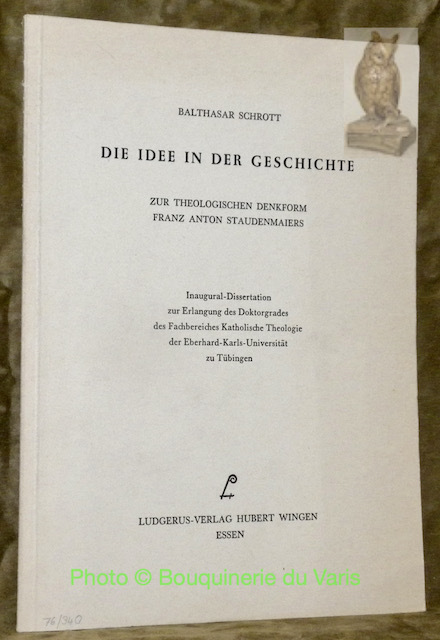 BALTHASAR SCHROTT
DIE IDEE IN DER GESCHICHTE
ZUR THEOLOGISCHEN DENKFORM
FRANZ ANTON STAUDENMAIERS
Inaugural-Dissertation
zur Erlangung des Doktorgrades
des Fachbereiches Katholische Theologie
der Eberhard-Karls-Universität
zu Tübingen
LUDGERUS-VERLAG HUBERT WINGEN
ESSEN
Photo © Bouquinerie du Varis
76/340